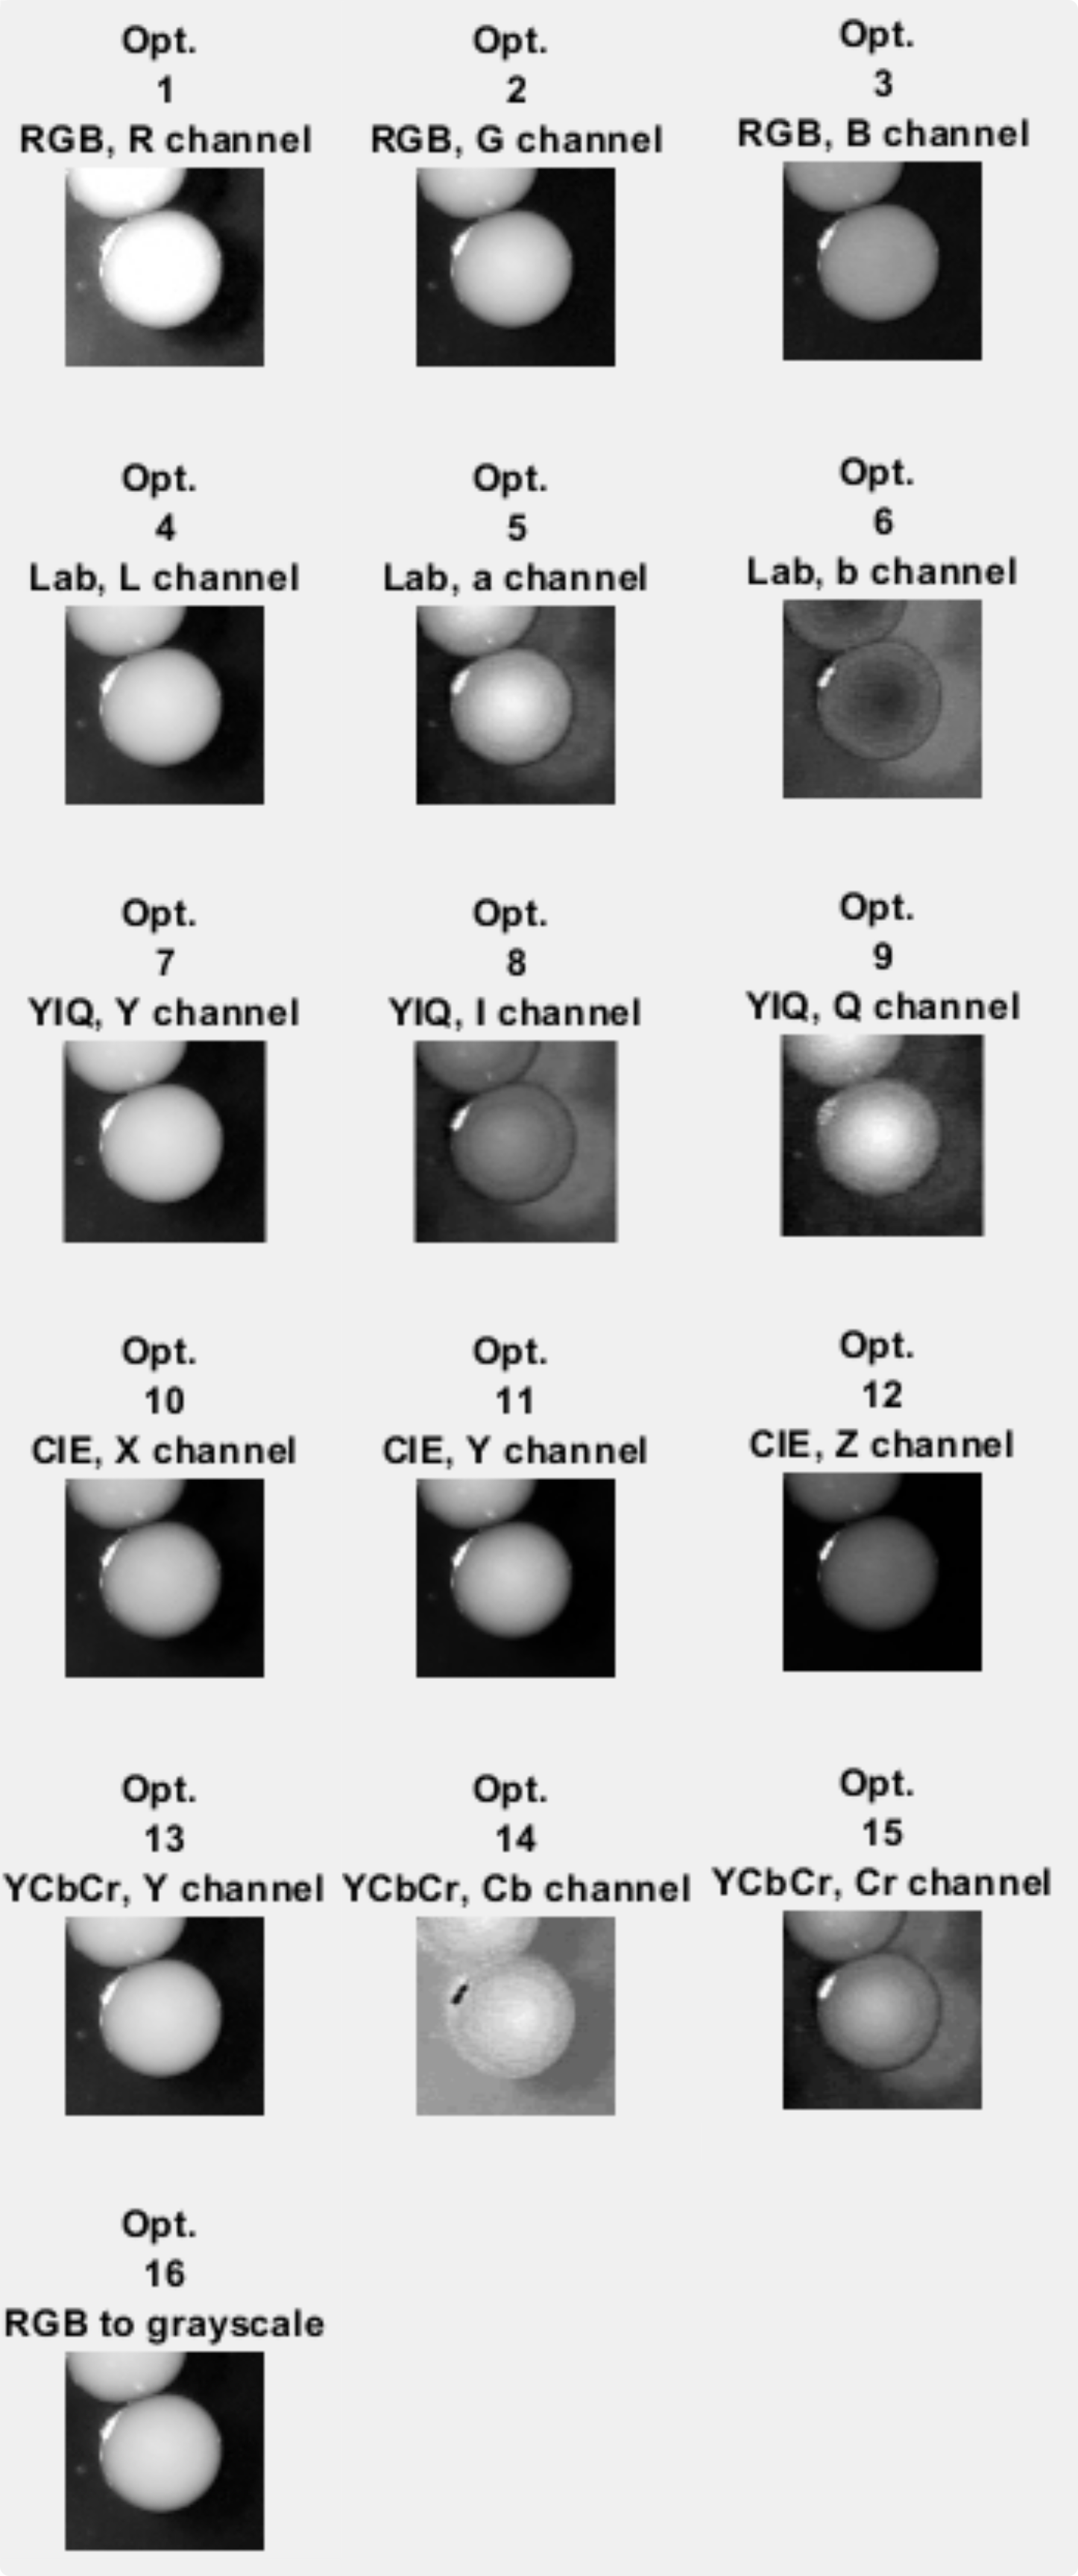 Opt.
1
RGB, R channel
Opt.
2
RGB, G channel
Opt.
3
RGB, B channel
Opt.
4
Lab, L channel
Opt.
5
Lab, a channel
Opt.
6
Lab, b channel
Opt.
7
YIQ, Y channel
Opt.
8
YIQ, I channel
Opt.
9
YIQ, Q channel
Opt.
10
CIE, X channel
Opt.
11
CIE, Y channel
Opt.
12
CIE, Z channel
Opt.
13
YCbCr, Y channel
Opt.
14
YCbCr, Cb channel
Opt.
15
YCbCr, Cr channel
Opt.
16
RGB to grayscale